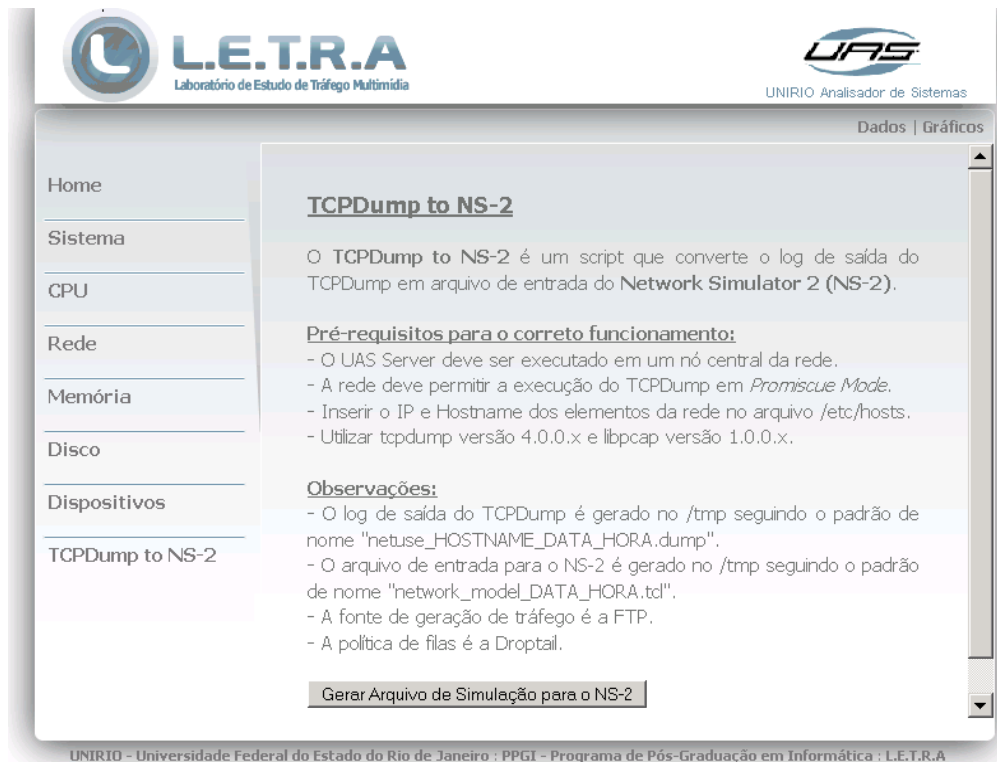 L.E.T.R.A
Laboratório de Estudo de Tráfego Multimídia
UAS
UNIRIO Analisador de Sistemas
Dados | Gráficos
Home
Sistema
CPU
Rede
Memória
Disco
Dispositivos
TCPDump to NS-2
TCPDump to NS-2
O TCPDump to NS-2 é um script que converte o log de saída do
TCPDump em arquivo de entrada do Network Simulator 2 (NS-2).
Pré-requisitos para o correto funcionamento:
- O UAS Server deve ser executado em um nó central da rede.
- A rede deve permitir a execução do TCPDump em Promiscue Mode.
- Inserir o IP e Hostname dos elementos da rede no arquivo /etc/hosts.
- Utilizar tcpdump versão 4.0.0.x e libpcap versão 1.0.0.x.
Observações:
- O log de saída do TCPDump é gerado no /tmp seguindo o padrão de
nome "netuse_HOSTNAME_DATA_HORA.dump".
- O arquivo de entrada para o NS-2 é gerado no /tmp seguindo o padrão
de nome "network_model_DATA_HORA.tcl".
- A fonte de geração de tráfego é a FTP.
- A política de filas é a Droptail.
Gerar Arquivo de Simulação para o NS-2
UNIRIO - Universidade Federal do Estado do Rio de Janeiro : PPGI - Programa de Pós-Graduação em Informática : L.E.T.R.A